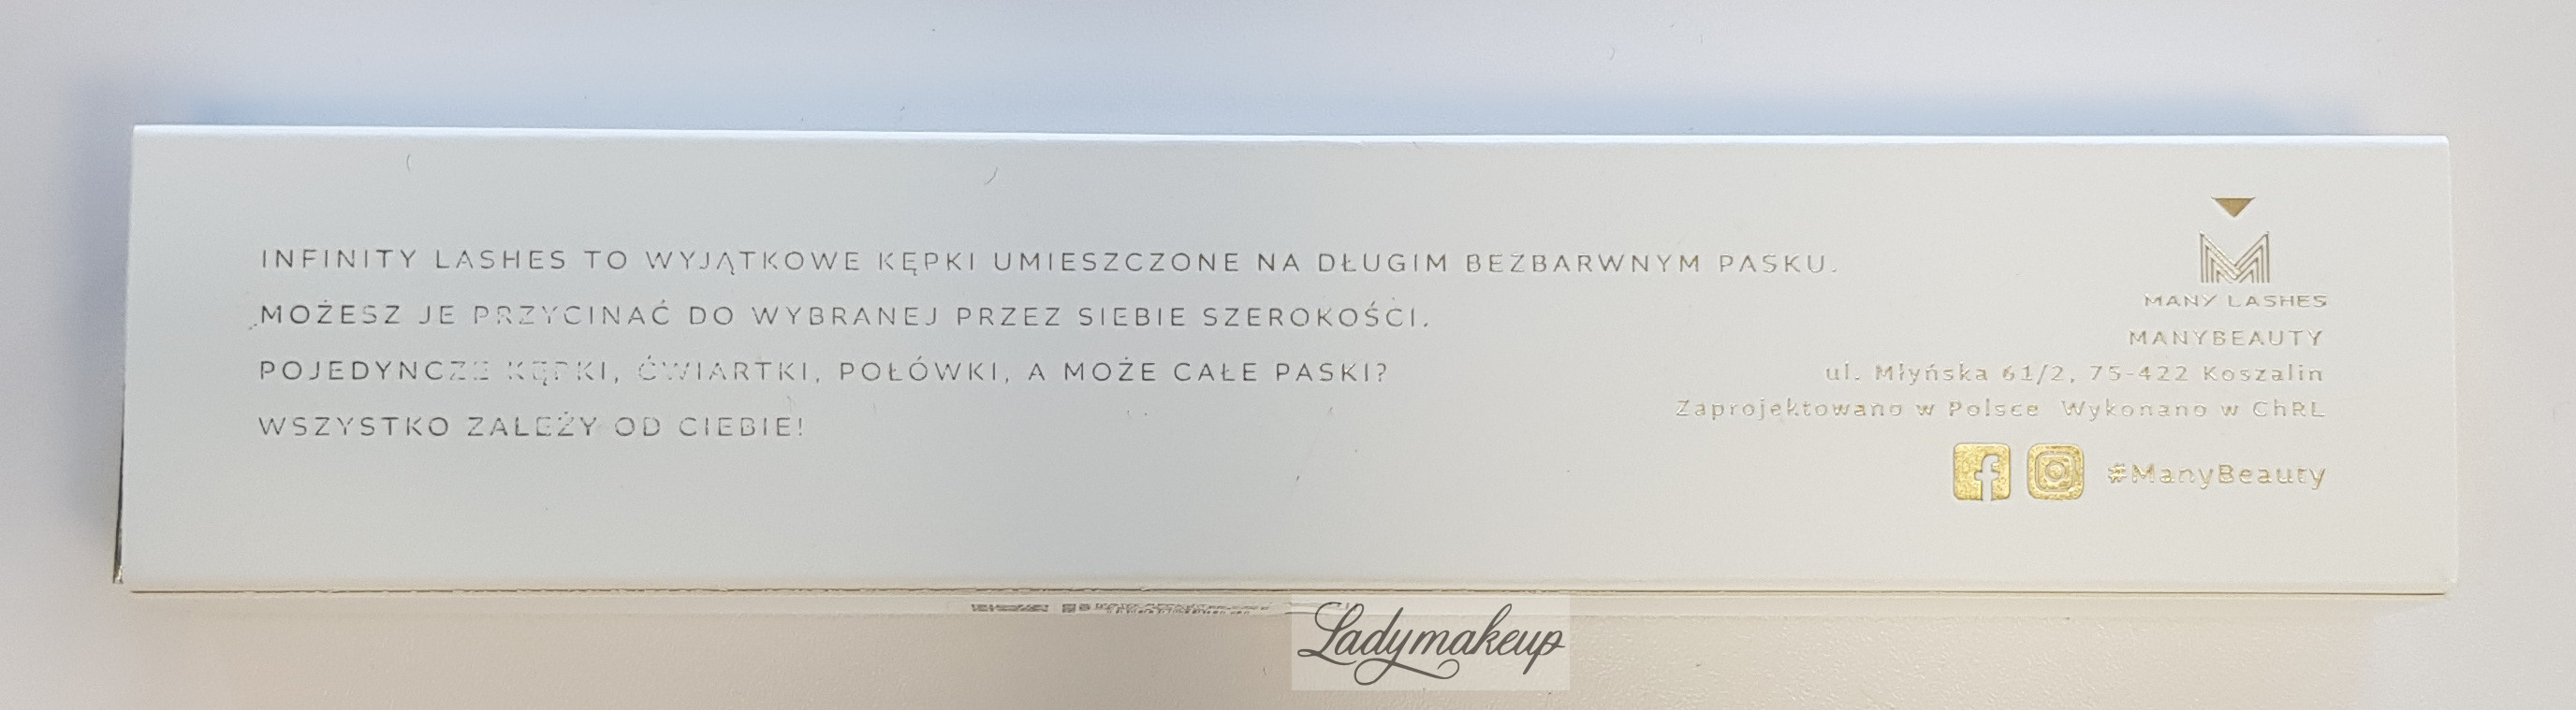 INFINITY LASHES TO WYJĄTKOWE KĘPKI UMIESZCZONE NA DŁUGIM BEZBARWNYM PASKU.
MOŻESZ JE PRZYCINAĆ DO WYBRANEJ PRZEZ SIEBIE SZEROKOŚCI.
POJEDYNCZE KĘPKI, ĆWIARTKI, POŁÓWKI, A MOŻE CAŁE PASKI?
WSZYSTKO ZALEŻY OD CIEBIE!
MANY LASHES
MANYBEAUTY
ul. Młyńska 61/2, 75-422 Koszalin
Zaprojektowano w Polsce Wykonano w ChRL
#ManyBeauty
Ladymakeup